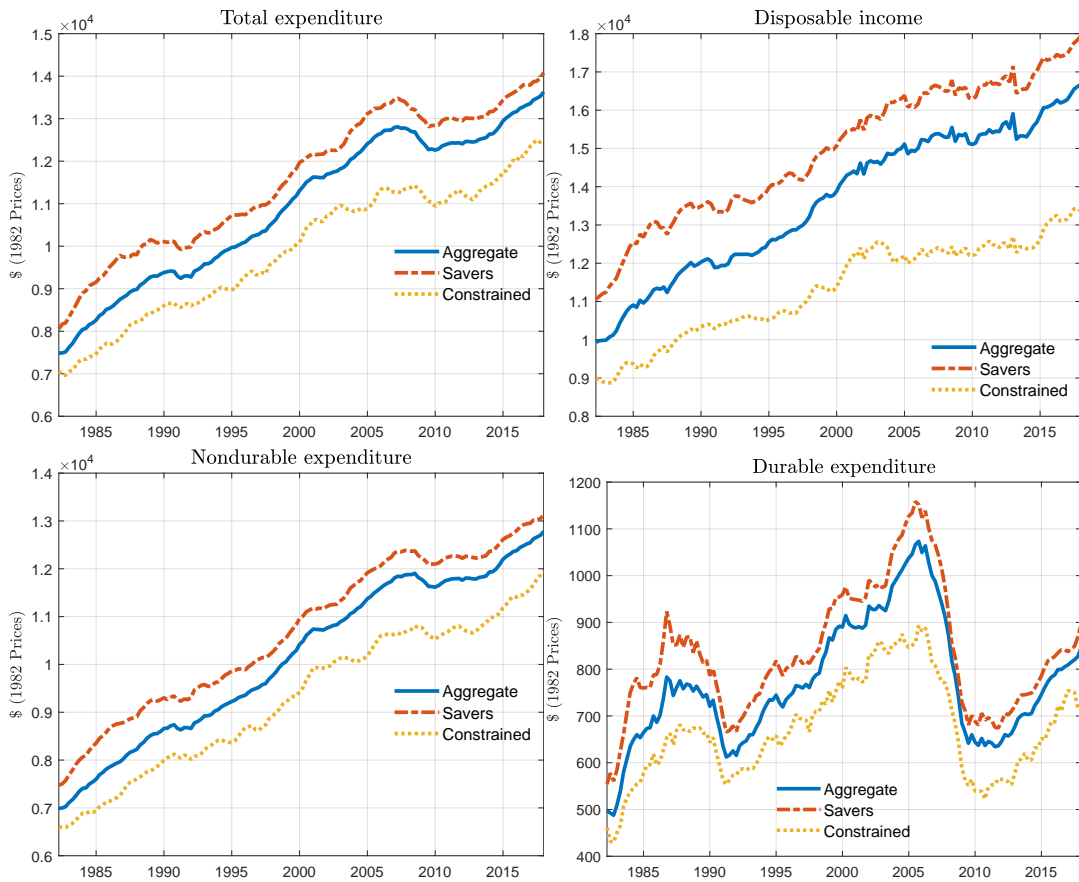 Total expenditure
×10⁴
1.5
1.4
1.3
1.2
1.1
1
0.9
0.8
0.7
0.6
$ (1982 Prices)
Aggregate
Savers
Constrained
1985 1990 1995 2000 2005 2010 2015
Disposable income
×10⁴
1.8
1.7
1.6
1.5
1.4
1.3
1.2
1.1
1
0.9
0.8
$ (1982 Prices)
Aggregate
Savers
Constrained
1985 1990 1995 2000 2005 2010 2015
Nondurable expenditure
×10⁴
1.4
1.3
1.2
1.1
1
0.9
0.8
0.7
0.6
$ (1982 Prices)
Aggregate
Savers
Constrained
1985 1990 1995 2000 2005 2010 2015
Durable expenditure
1200
1100
1000
900
800
700
600
500
400
$ (1982 Prices)
Aggregate
Savers
Constrained
1985 1990 1995 2000 2005 2010 2015